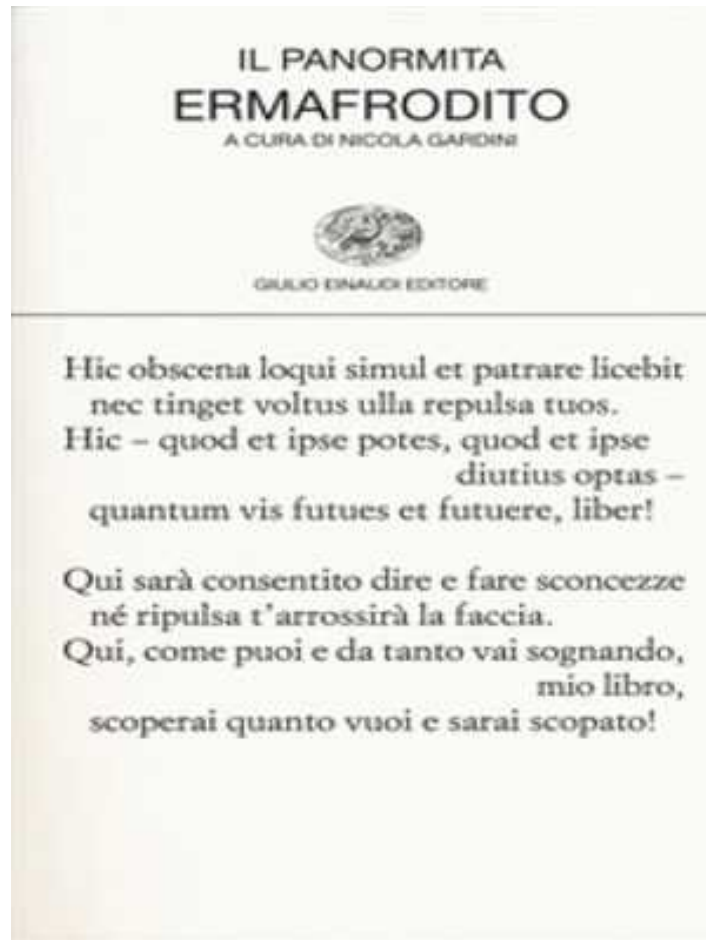 IL PANORMITA
ERMAFRODITO
A CURA DI NICOLA GARDINI
GIULIO EINAUDI EDITORE
Hic obscena loqui simul et patrare licebit
nec tinget voltus ulla repulsa tuos.
Hic – quod et ipse potes, quod et ipse
diutius optas –
quantum vis futues et futuere, liber!
Qui sarà consentito dire e fare sconcezze
né ripulsa t'arrossirà la faccia.
Qui, come puoi e da tanto vai sognando,
mio libro,
scoperai quanto vuoi e sarai scopato!